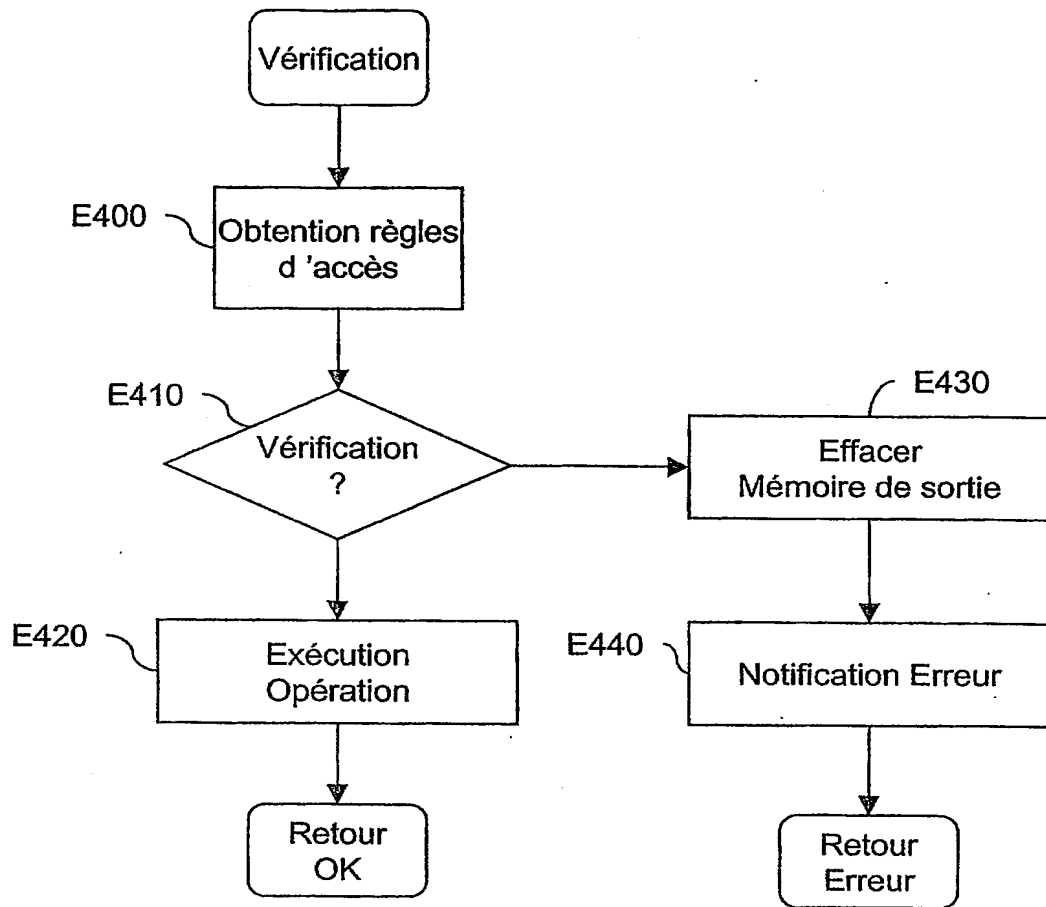 Vérification
E400
Obtention règles
d 'accès
E410
Vérification
?
E430
Effacer
Mémoire de sortie
E420
Exécution
Opération
E440
Notification Erreur
Retour
OK
Retour
Erreur